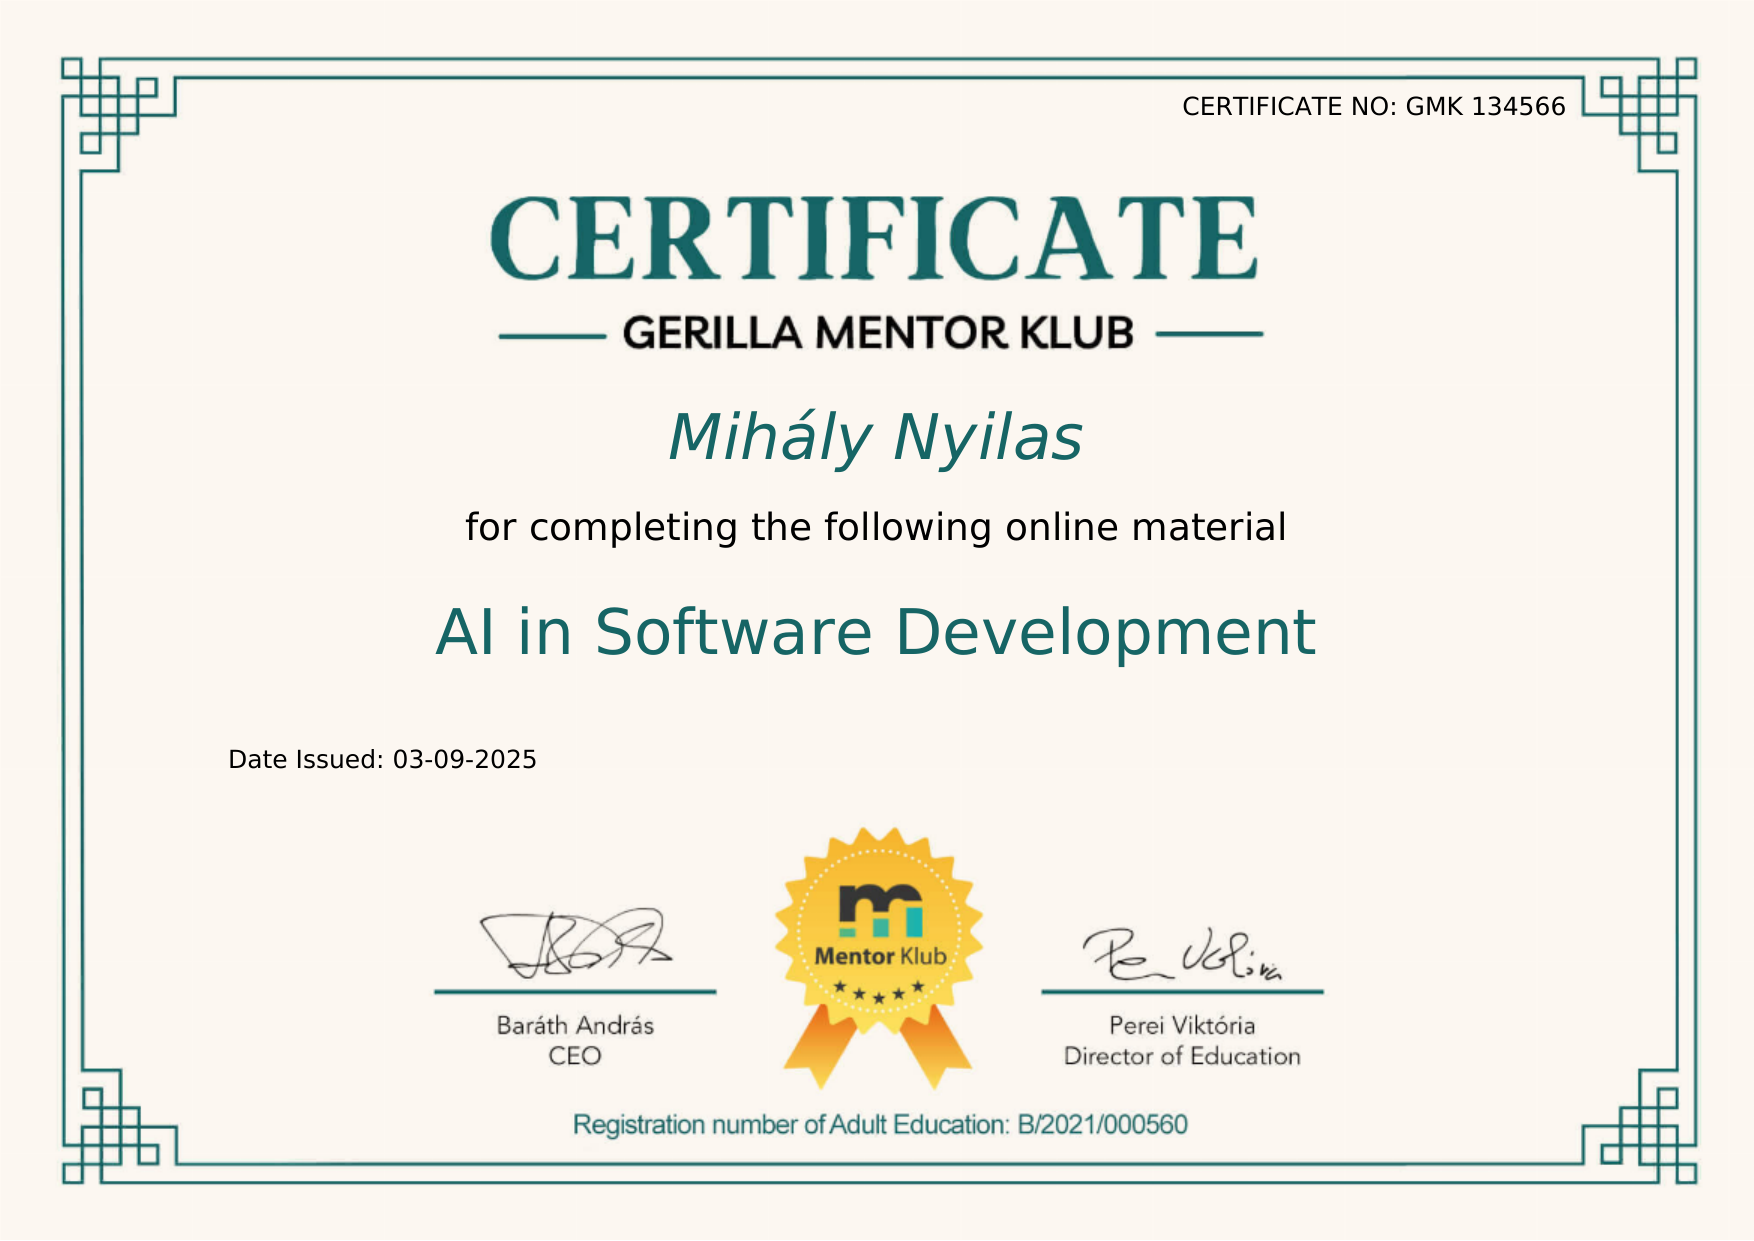 CERTIFICATE NO: GMK 134566
CERTIFICATE
GERILLA MENTOR KLUB
Mihály Nyilas
for completing the following online material
AI in Software Development
Date Issued: 03-09-2025
Mentor Klub
Baráth András
CEO
Perei Viktória
Director of Education
Registration number of Adult Education: B/2021/000560